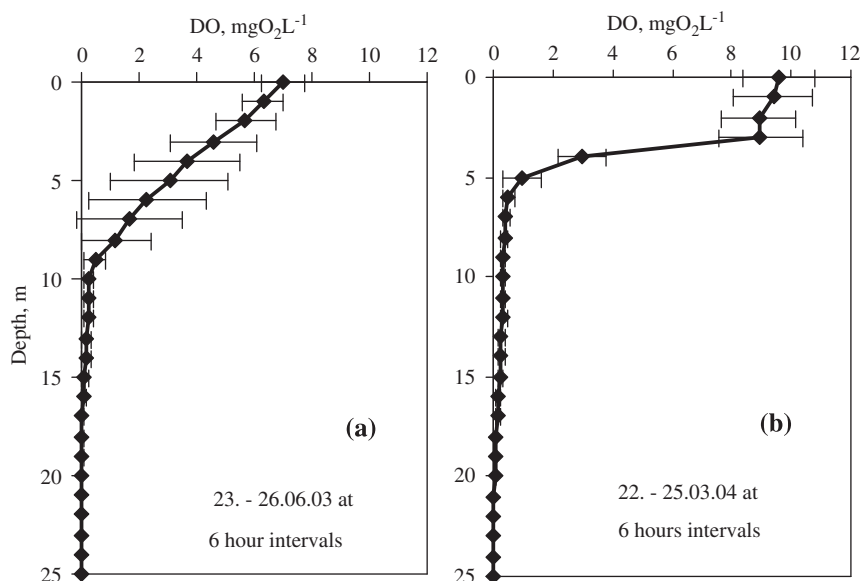 DO, mgO₂L⁻¹
0 2 4 6 8 10 12
0
5
10
15
20
25
Depth, m
(a)
23. - 26.06.03 at
6 hour intervals
DO, mgO₂L⁻¹
0 2 4 6 8 10 12
0
5
10
15
20
25
(b)
22. - 25.03.04 at
6 hours intervals